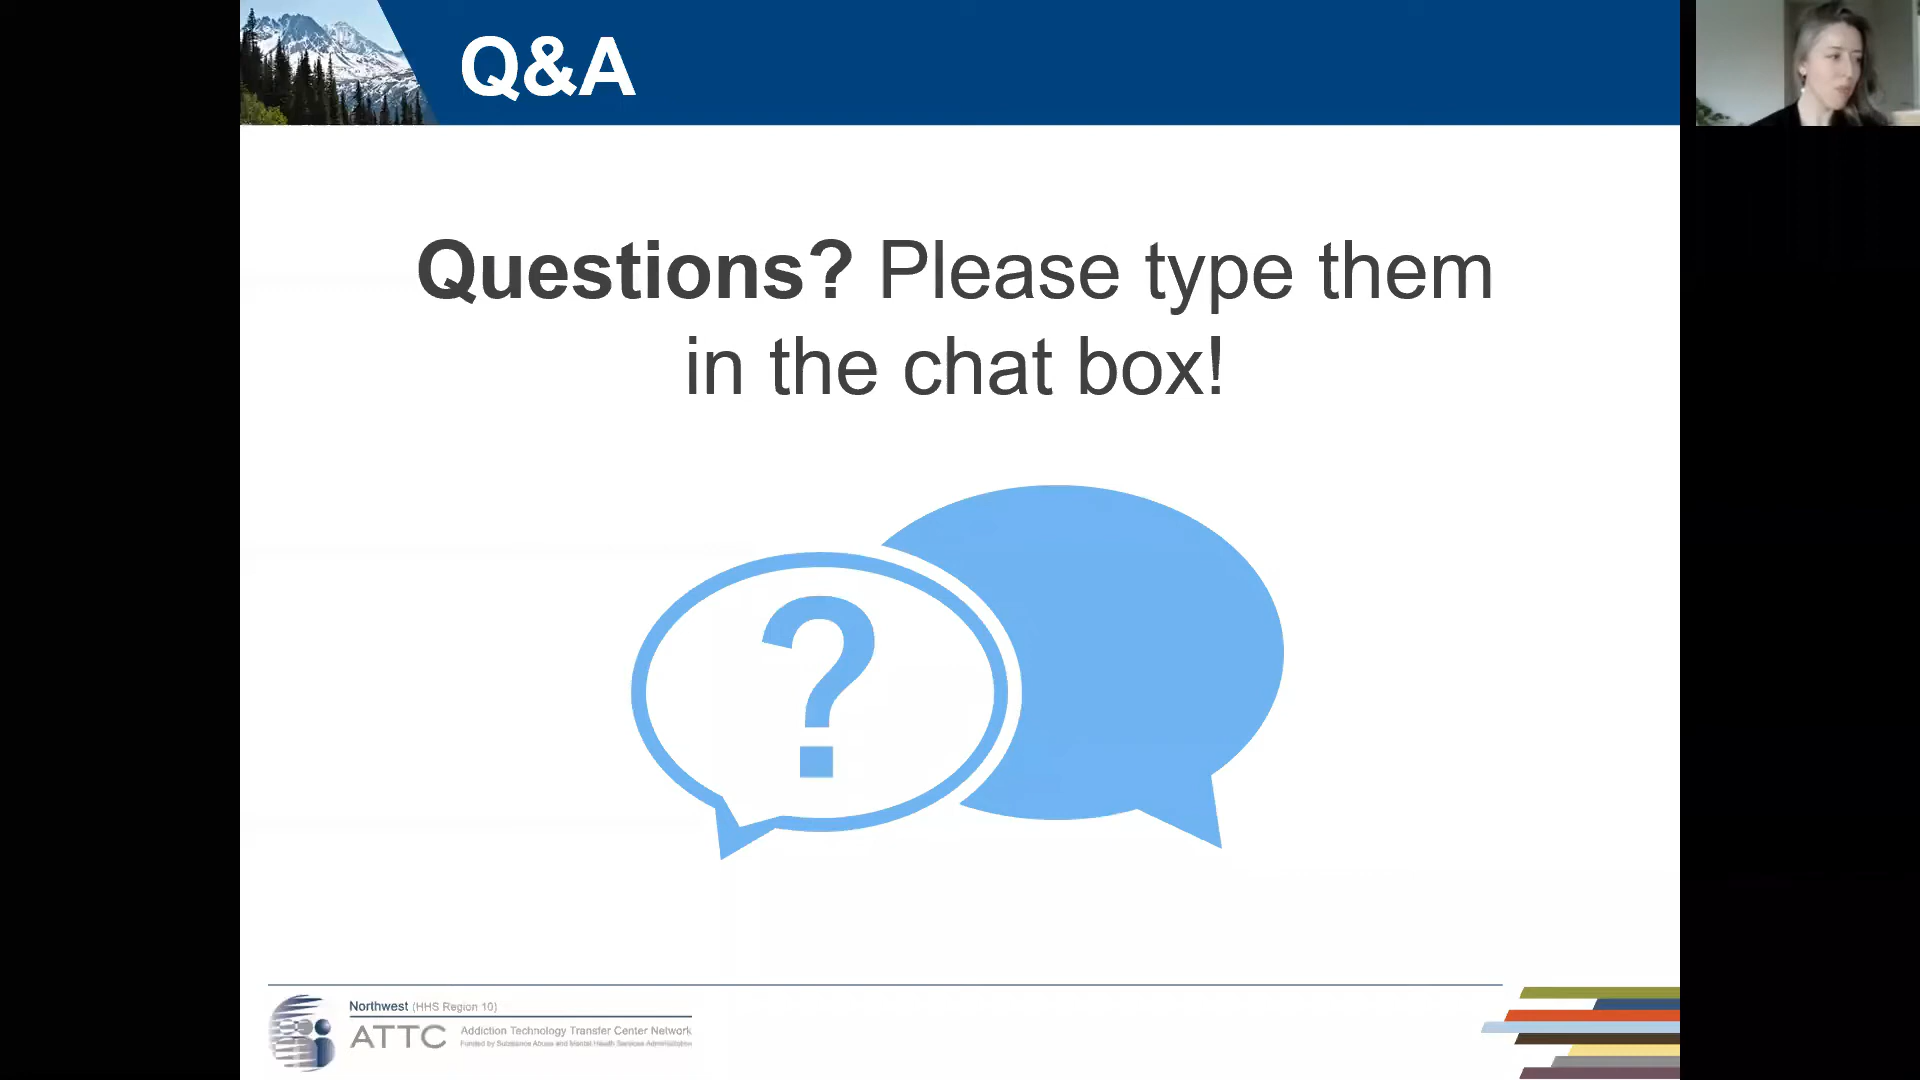 Q&A
Questions? Please type them
in the chat box!
?
Northwest (HHS Region 10)
ATTC Addiction Technology Transfer Center Network
Funded by Substance Abuse and Mental Health Services Administration